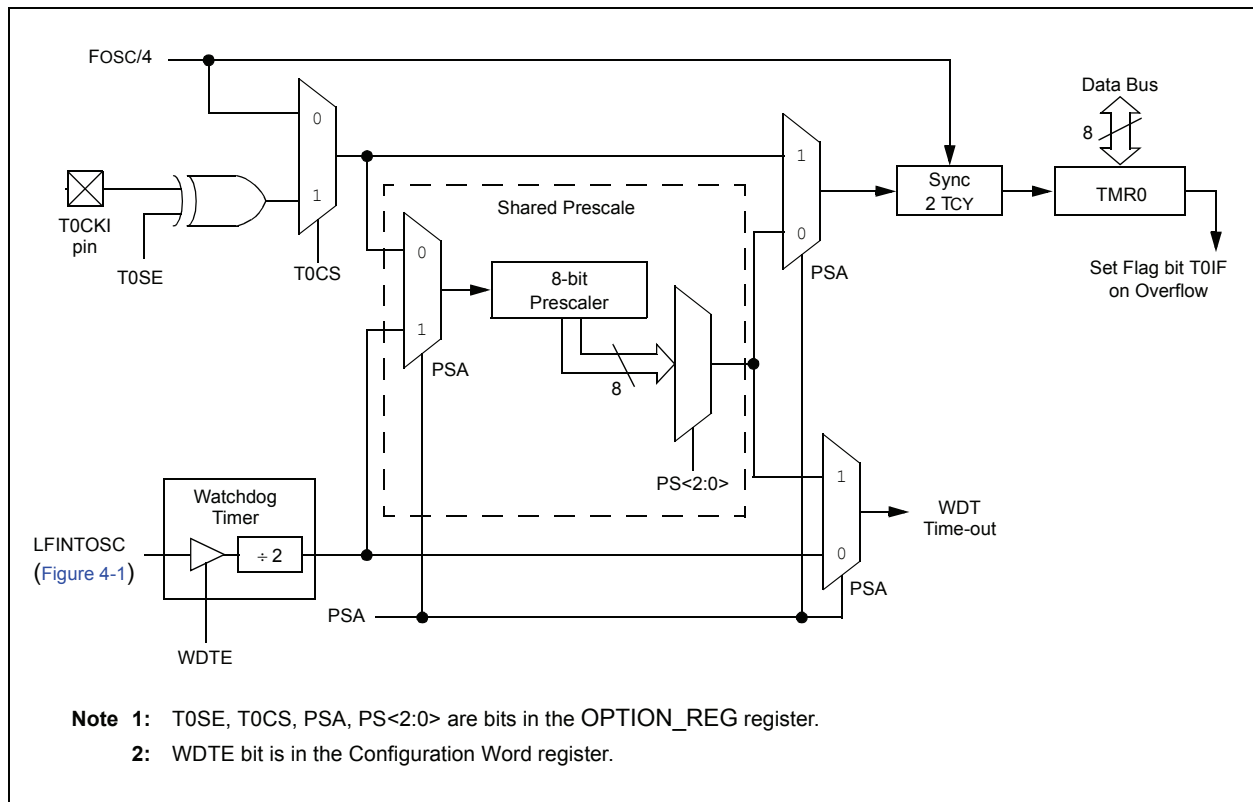 FOSC/4
Data Bus
8
0
1
T0CKI
pin
T0SE
T0CS
Shared Prescale
0
1
PSA
8-bit
Prescaler
8
PS<2:0>
1
0
PSA
Sync
2 TCY
TMR0
Set Flag bit T0IF
on Overflow
Watchdog
Timer
LFINTOSC
(Figure 4-1)
÷ 2
WDTE
PSA
1
0
PSA
WDT
Time-out
Note 1: T0SE, T0CS, PSA, PS<2:0> are bits in the OPTION_REG register.
2: WDTE bit is in the Configuration Word register.